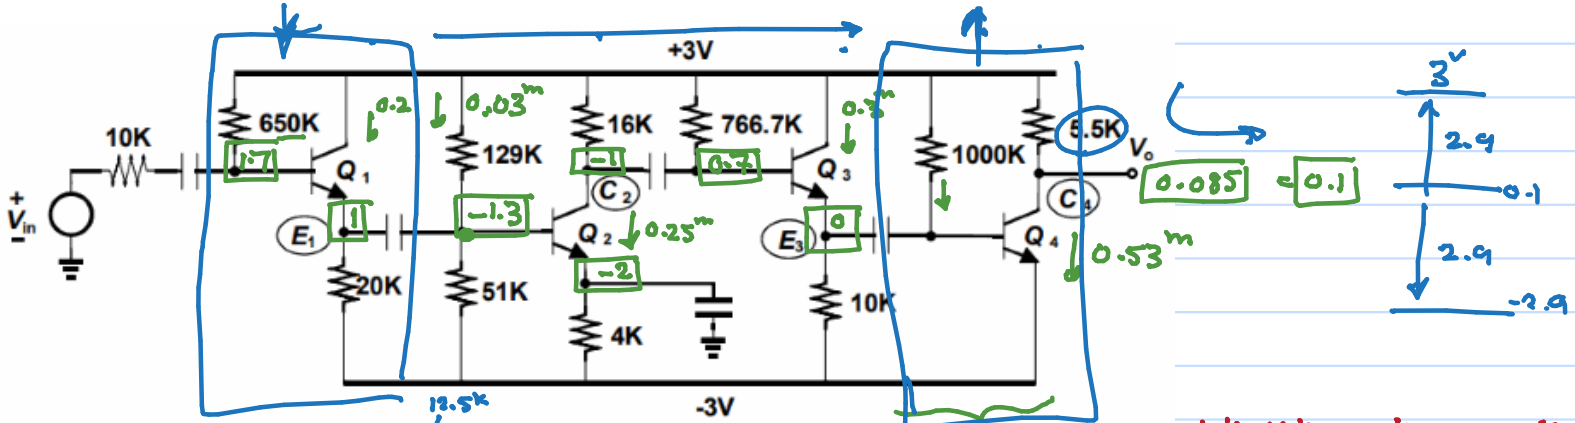 +3V
3ᵛ
0.2
0.03ᵐ
0.3ᵐ
10K
650K
129K
16K
766.7K
1000K
5.5K
2.9
Vin
+
-
1.7
Q1
-1
0.7
Q3
Vo
0.085
=
0.1
0.1
E1
1
-1.3
C2
Q2
0.25ᵐ
E3
0
C4
Q4
0.53ᵐ
2.9
20K
51K
-2
4K
10K
-2.9
12.5K
-3V